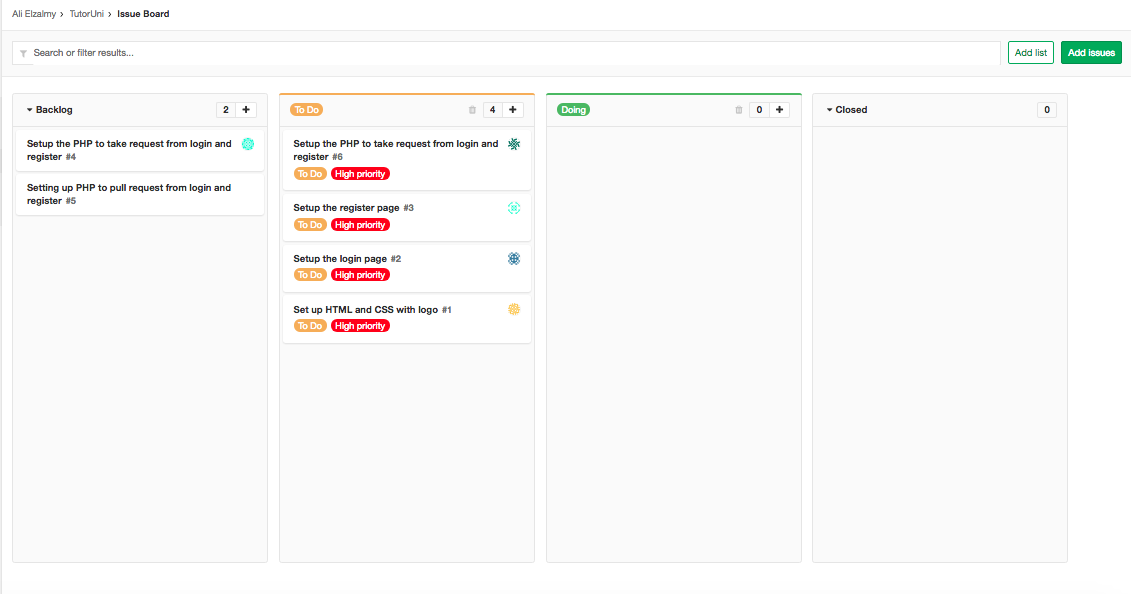 Ali Elzalmy › TutorUni › Issue Board
Search or filter results...
Add list
Add issues
Backlog
2
+
Setup the PHP to take request from login and
register #4
Setting up PHP to pull request from login and
register #5
To Do
4
+
Setup the PHP to take request from login and
register #6
To Do High priority
Setup the register page #3
To Do High priority
Setup the login page #2
To Do High priority
Set up HTML and CSS with logo #1
To Do High priority
Doing
0
+
Closed
0